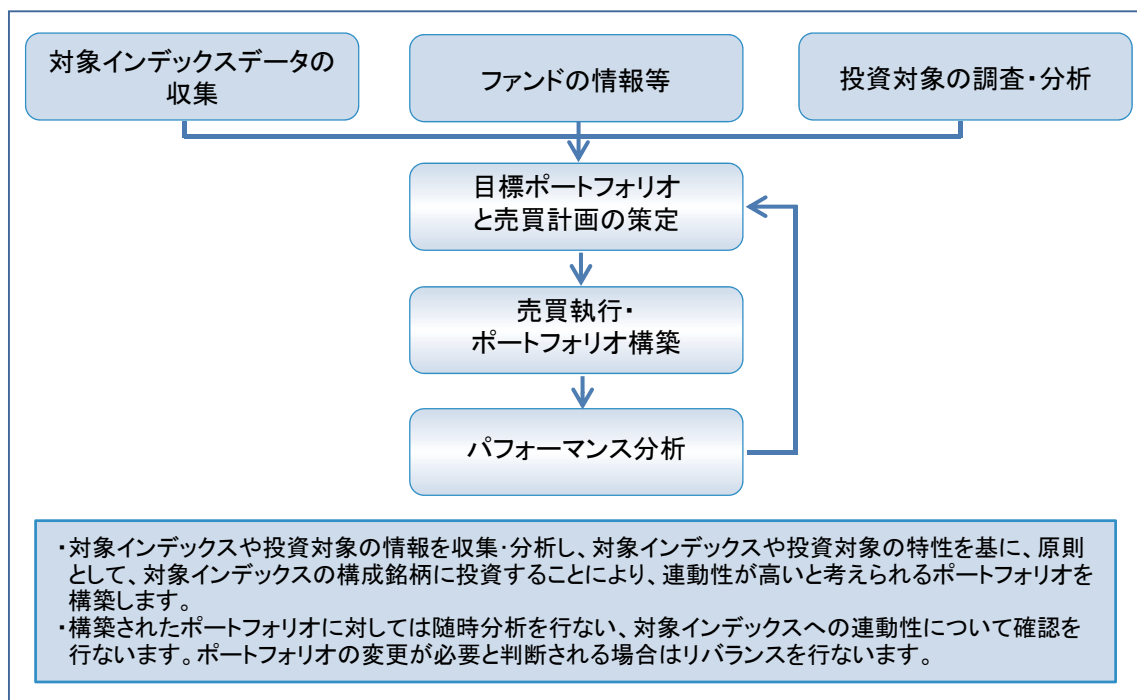 対象インデックスデータの
収集
ファンドの情報等
投資対象の調査・分析
目標ポートフォリオ
と売買計画の策定
売買執行・
ポートフォリオ構築
パフォーマンス分析
・対象インデックスや投資対象の情報を収集・分析し、対象インデックスや投資対象の特性を基に、原則
として、対象インデックスの構成銘柄に投資することにより、連動性が高いと考えられるポートフォリオを
構築します。
・構築されたポートフォリオに対しては随時分析を行ない、対象インデックスへの連動性について確認を
行ないます。ポートフォリオの変更が必要と判断される場合はリバランスを行ないます。